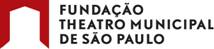 FUNDAÇÃO
THEATRO MUNICIPAL
DE SÃO PAULO